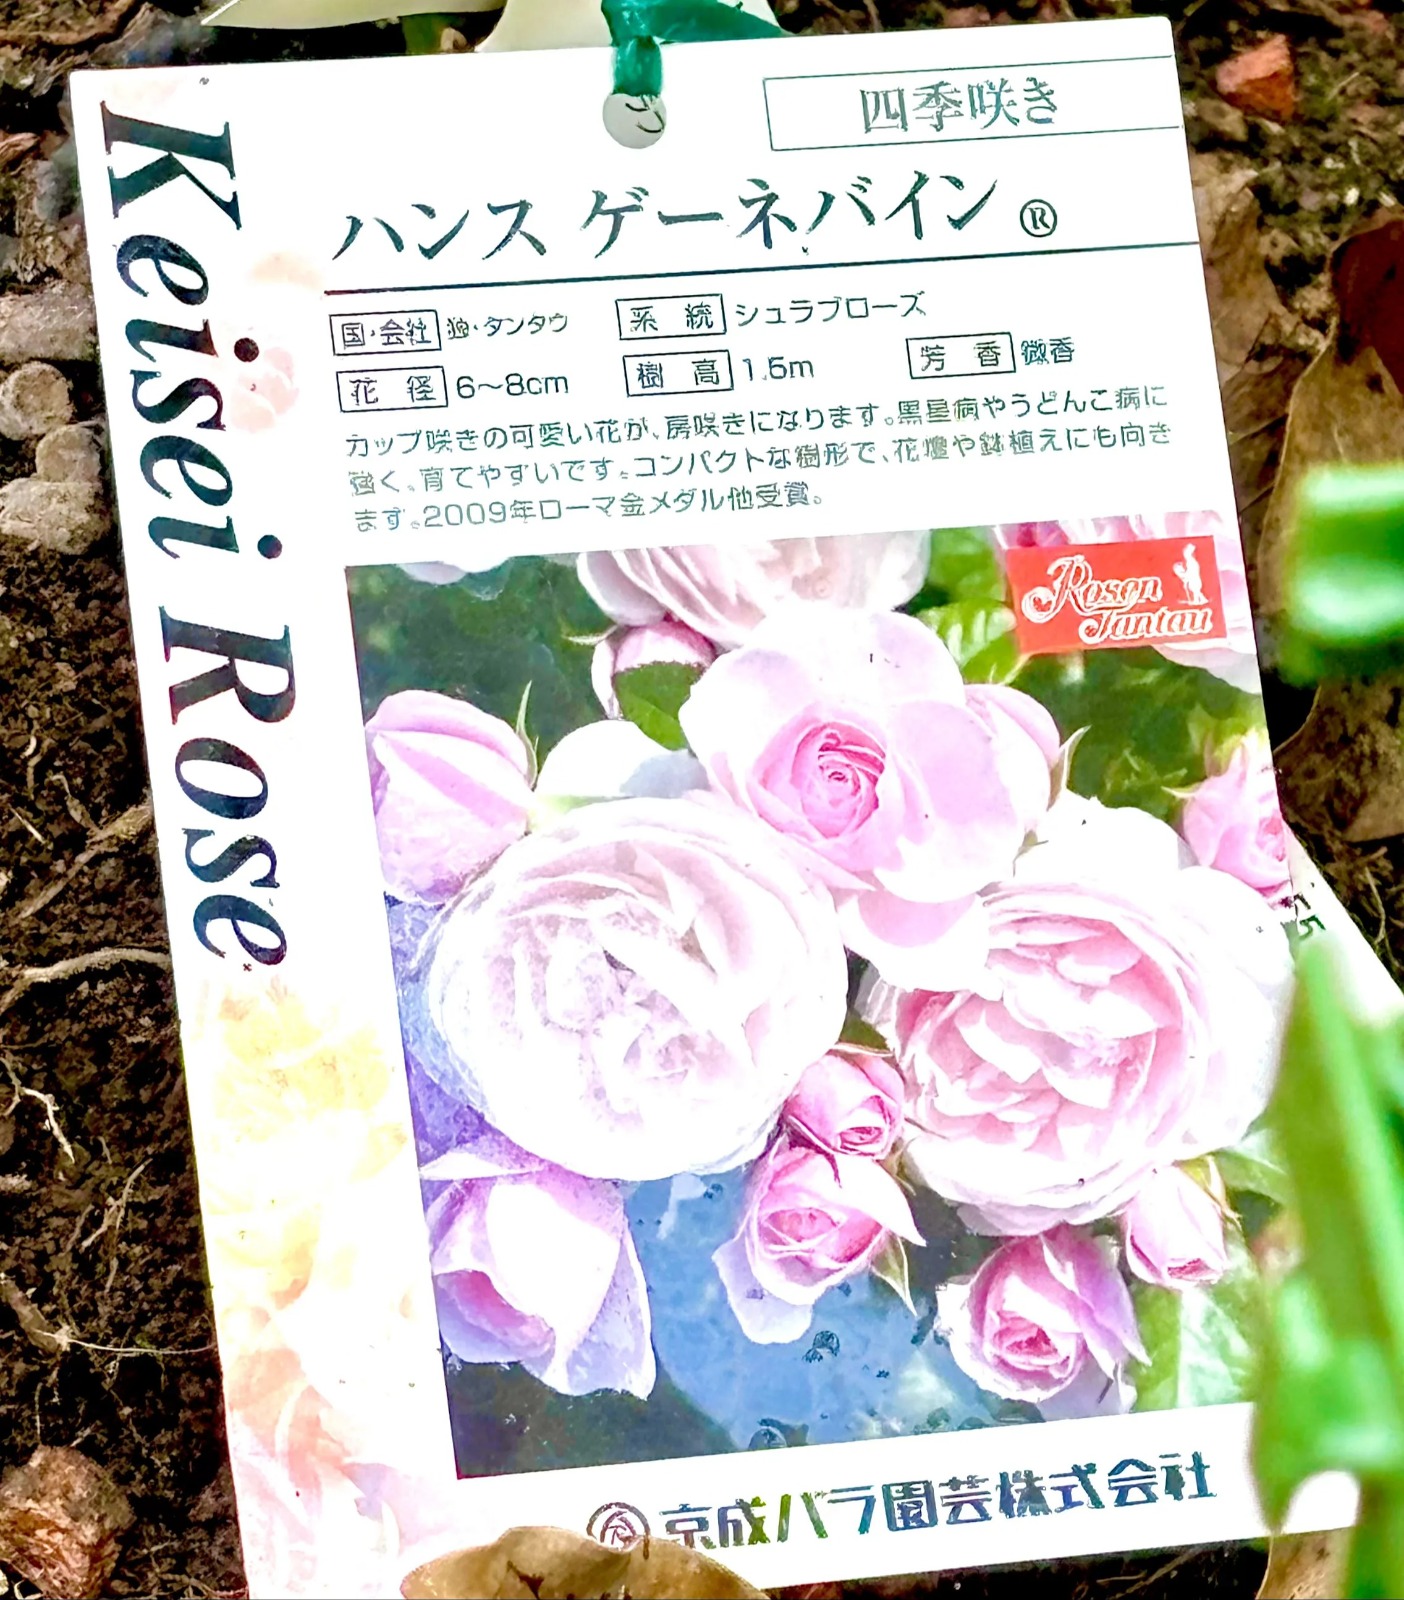 四季咲き
ハンス ゲーネバイン®
国・会社 独・タンタウ 系 統 シュラブローズ
花 径 6〜8cm 樹 高 1.5m 芳 香 微香
カップ咲きの可愛い花が、房咲きになります。黒星病やうどんこ病に
強く、育てやすいです。コンパクトな樹形で、花壇や鉢植えにも向き
ます。2009年ローマ金メダル他受賞。
Keisei Rose
Rosen
Tantau
京成バラ園芸株式会社